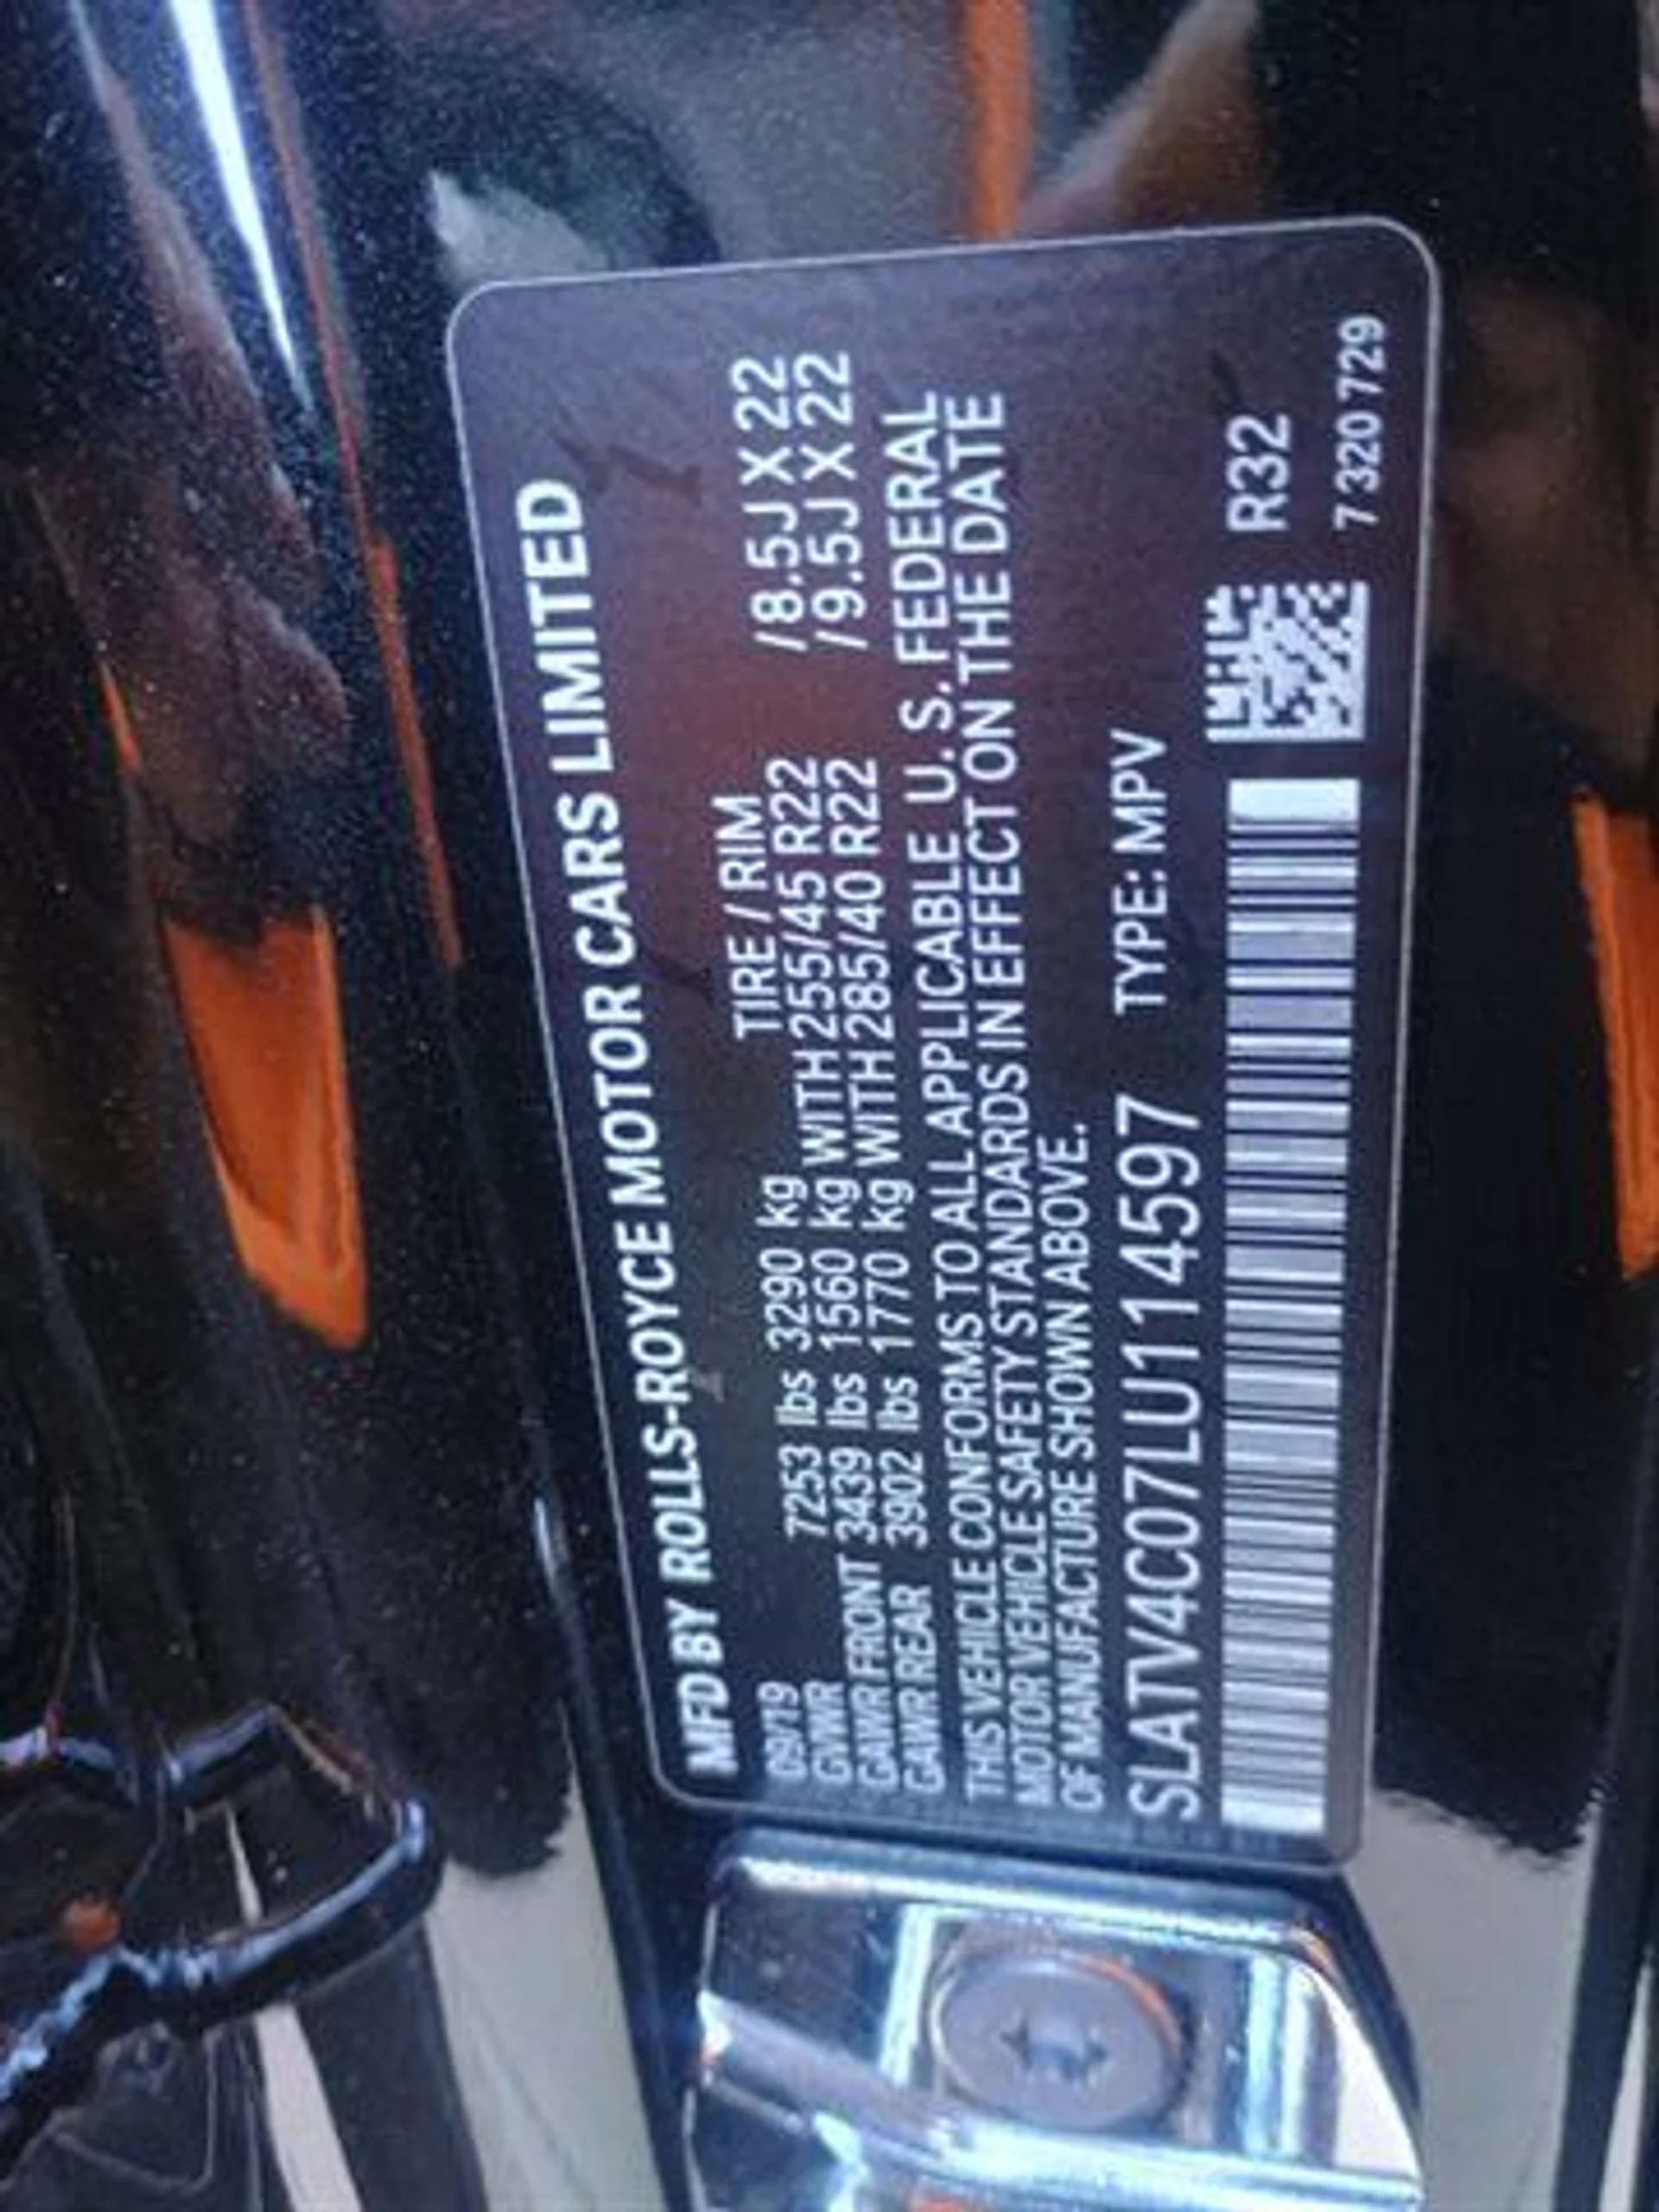 MFD BY ROLLS-ROYCE MOTOR CARS LIMITED
09/19 TIRE / RIM
GVWR 7253 lbs 3290 kg WITH 255/45 R22 / 8.5J X 22
GAWR FRONT 3439 lbs 1560 kg WITH 285/40 R22 / 9.5J X 22
GAWR REAR 3902 lbs 1770 kg
THIS VEHICLE CONFORMS TO ALL APPLICABLE U.S. FEDERAL
MOTOR VEHICLE SAFETY STANDARDS IN EFFECT ON THE DATE
OF MANUFACTURE SHOWN ABOVE.
SLATV4C07LU114597 TYPE: MPV
R32
7 320 729